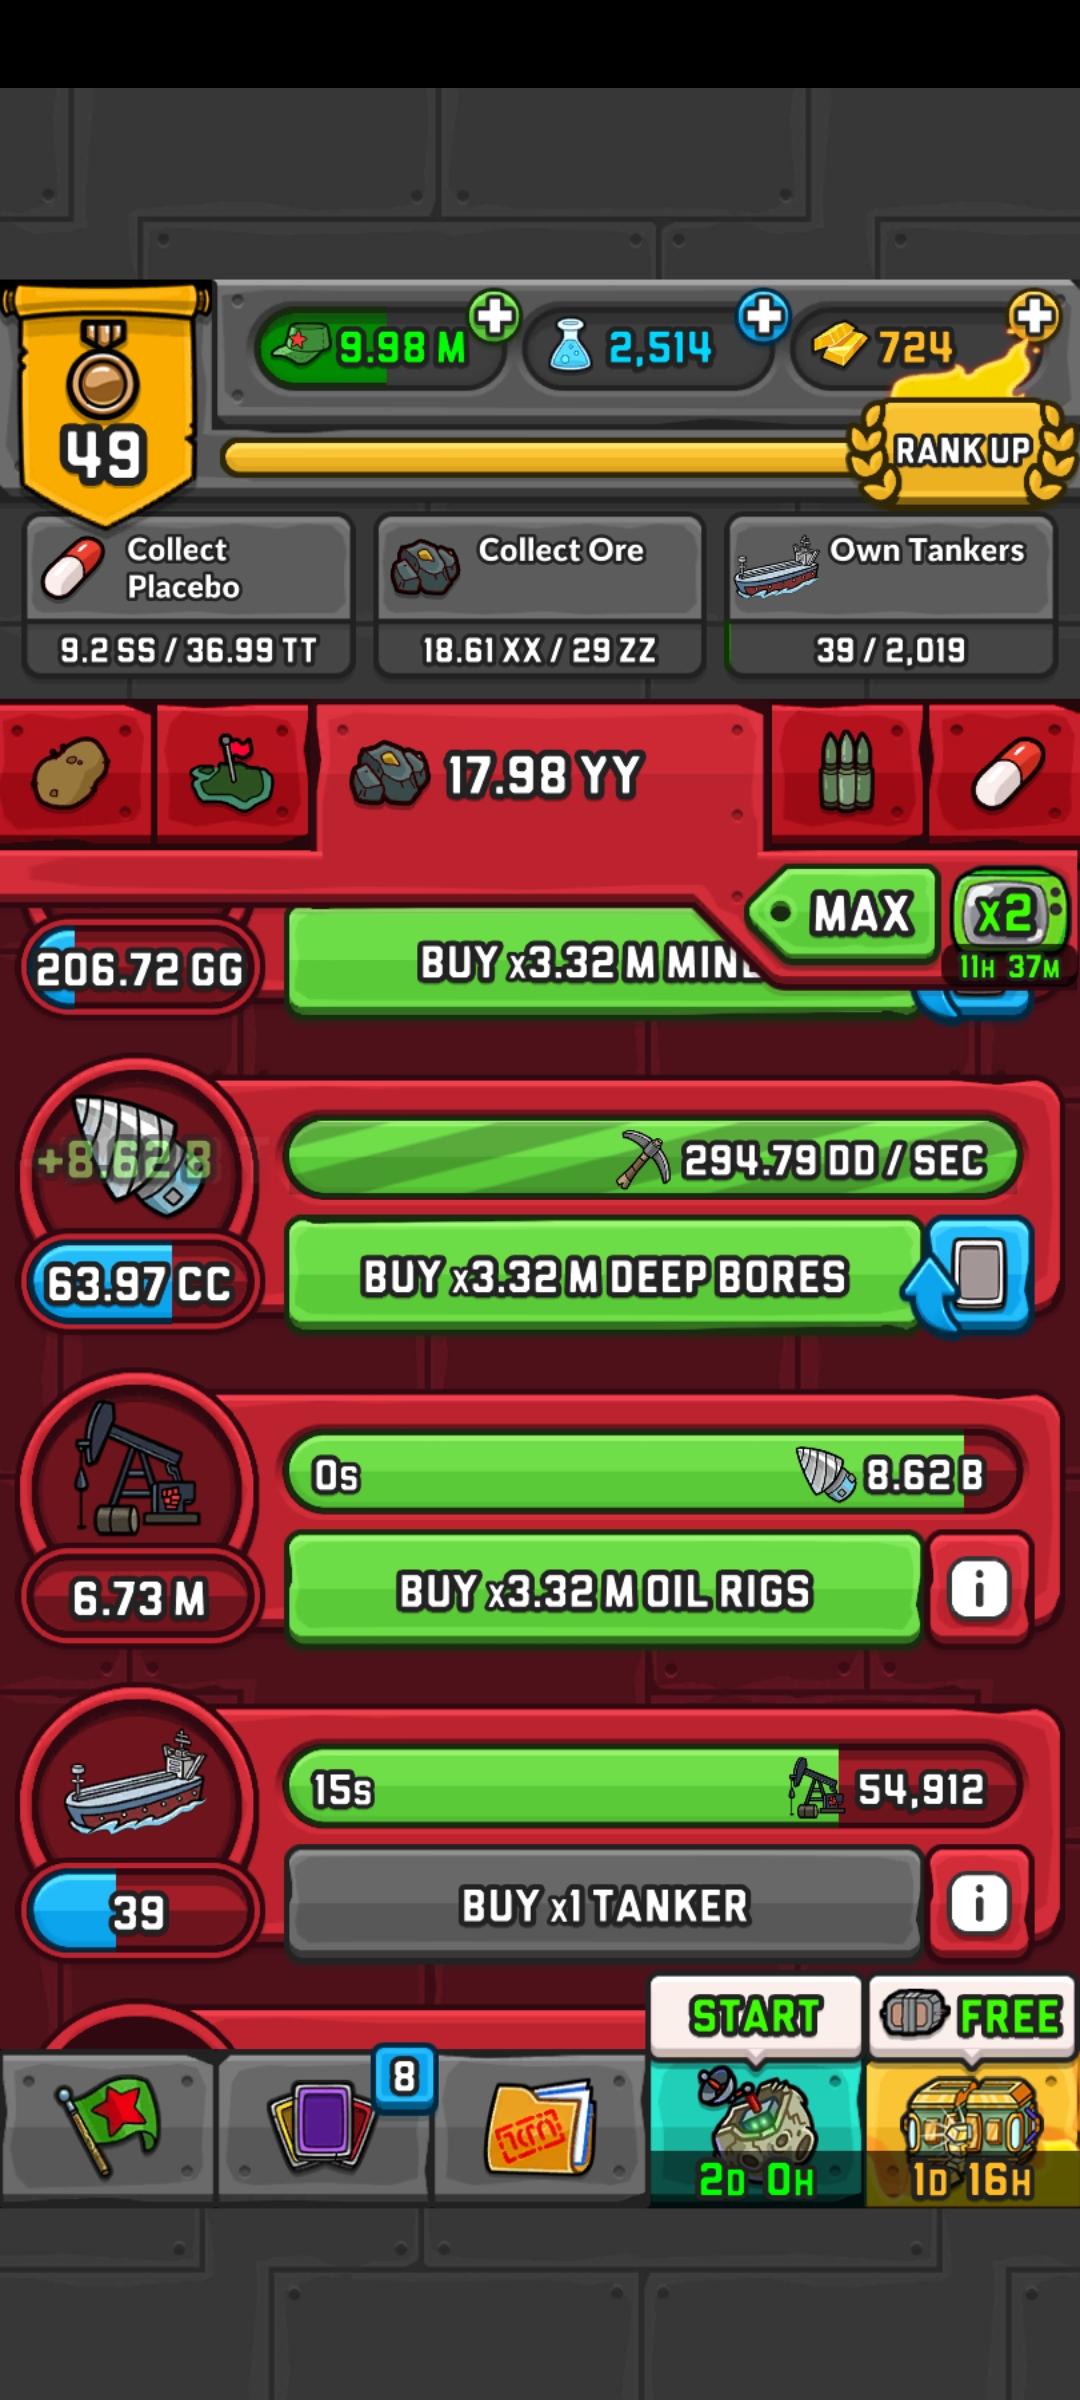 9.98 M
2,514
724
49
RANK UP
Collect
Placebo
9.2 SS / 36.99 TT
Collect Ore
18.61 XX / 29 ZZ
Own Tankers
39 / 2,019
17.98 YY
MAX
x2
11H 37M
206.72 GG
BUY x3.32 M
+8.62 B
294.79 DD / SEC
63.97 CC
BUY x3.32 M DEEP BORES
0s
8.62 B
6.73 M
BUY x3.32 M OIL RIGS
i
15s
54,912
39
BUY x1 TANKER
i
START
FREE
8
2D 0H
1D 16H